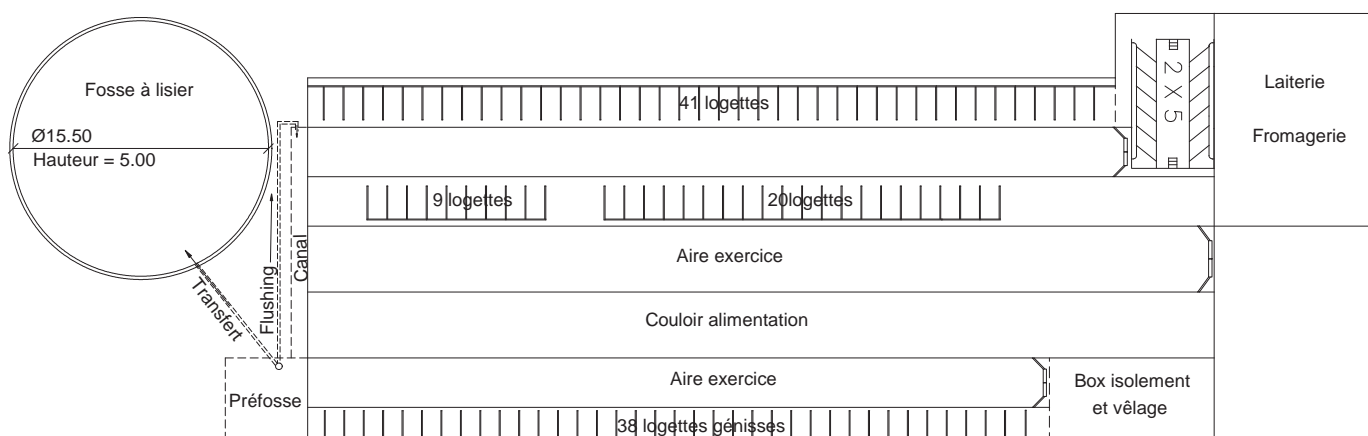 Fosse à lisier
Ø15.50
Hauteur = 5.00
41 logettes
2 X 5
Laiterie
Fromagerie
9 logettes
20logettes
Flushing
Canal
Transfert
Aire exercice
Couloir alimentation
Préfosse
Aire exercice
Box isolement
et vêlage
38 logettes génisses